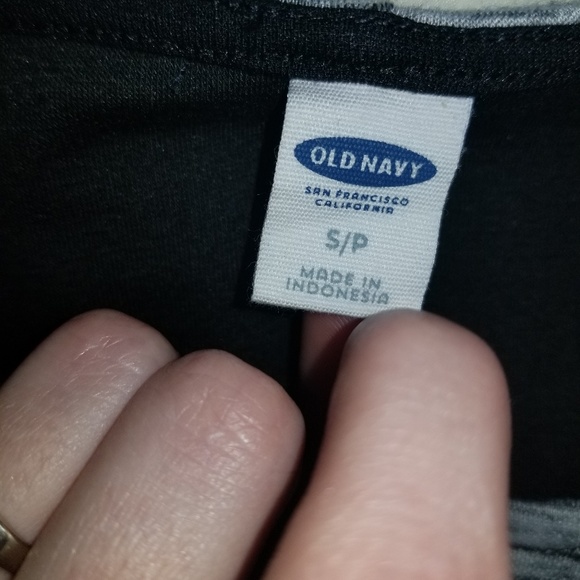 OLD NAVY
SAN FRANCISCO
CALIFORNIA
S/P
MADE IN
INDONESIA